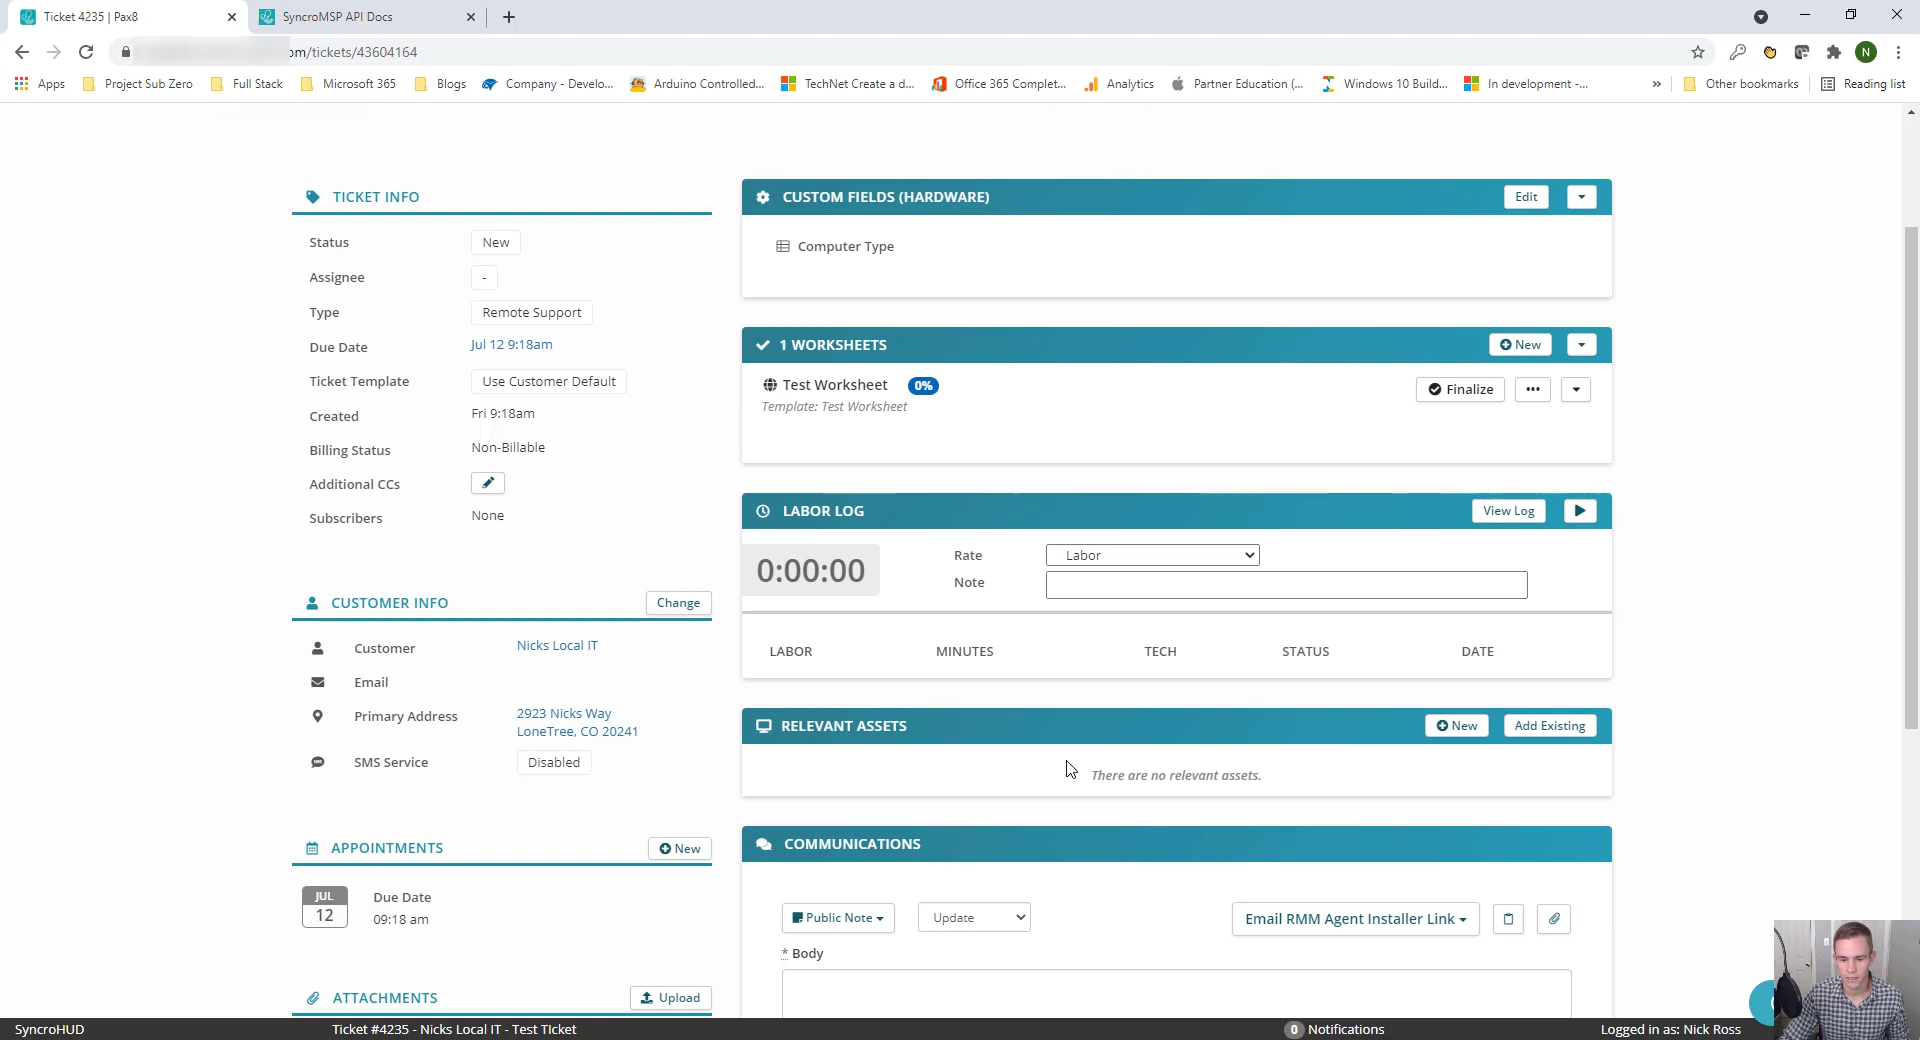 Ticket 4235 | Pax8
SyncroMSP API Docs
om/tickets/43604164
N
Apps
Project Sub Zero
Full Stack
Microsoft 365
Blogs
Company - Develo...
Arduino Controlled...
TechNet Create a d...
Office 365 Complet...
Analytics
Partner Education (...
Windows 10 Build...
In development -...
»
Other bookmarks
Reading list
TICKET INFO
Status New
Assignee -
Type Remote Support
Due Date Jul 12 9:18am
Ticket Template Use Customer Default
Created Fri 9:18am
Billing Status Non-Billable
Additional CCs
Subscribers None
CUSTOMER INFO Change
Customer Nicks Local IT
Email
Primary Address 2923 Nicks Way
LoneTree, CO 20241
SMS Service Disabled
APPOINTMENTS New
JUL
12
Due Date
09:18 am
ATTACHMENTS Upload
CUSTOM FIELDS (HARDWARE) Edit
Computer Type
1 WORKSHEETS New
Test Worksheet 0% Finalize
Template: Test Worksheet
LABOR LOG View Log
0:00:00
Rate Labor
Note
LABOR MINUTES TECH STATUS DATE
RELEVANT ASSETS New Add Existing
There are no relevant assets.
COMMUNICATIONS
Public Note Update Email RMM Agent Installer Link
* Body
SyncroHUD
Ticket #4235 - Nicks Local IT - Test TIcket
0 Notifications
Logged in as: Nick Ross